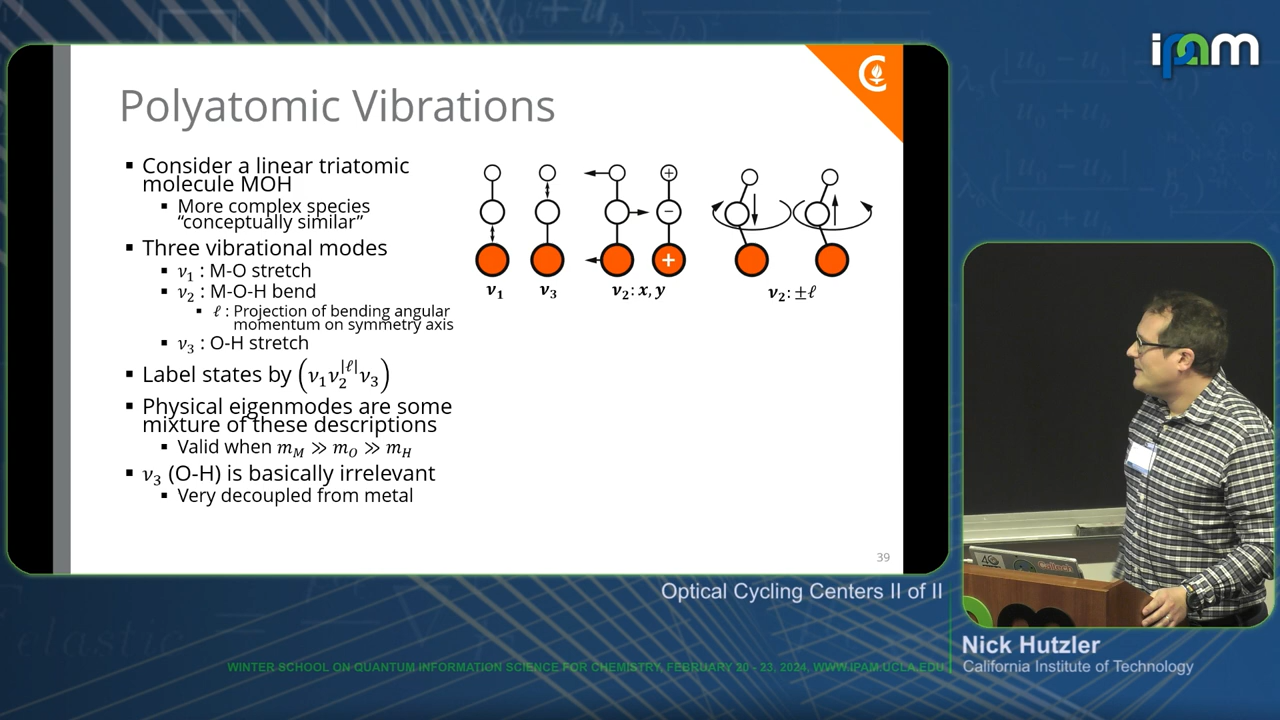 ipam
Polyatomic Vibrations
▪ Consider a linear triatomic
molecule MOH
▪ More complex species
“conceptually similar”
▪ Three vibrational modes
▪ ν₁ : M-O stretch
▪ ν₂ : M-O-H bend
▪ ℓ : Projection of bending angular
momentum on symmetry axis
▪ ν₃ : O-H stretch
▪ Label states by (ν₁ν₂^|ℓ|ν₃)
▪ Physical eigenmodes are some
mixture of these descriptions
▪ Valid when m_M ≫ m_O ≫ m_H
▪ ν₃ (O-H) is basically irrelevant
▪ Very decoupled from metal
+
−
+
ν₁ ν₃ ν₂: x, y ν₂: ±ℓ
39
Optical Cycling Centers II of II
Nick Hutzler
California Institute of Technology
WINTER SCHOOL ON QUANTUM INFORMATION SCIENCE FOR CHEMISTRY, FEBRUARY 20 - 23, 2024, WWW.IPAM.UCLA.EDU